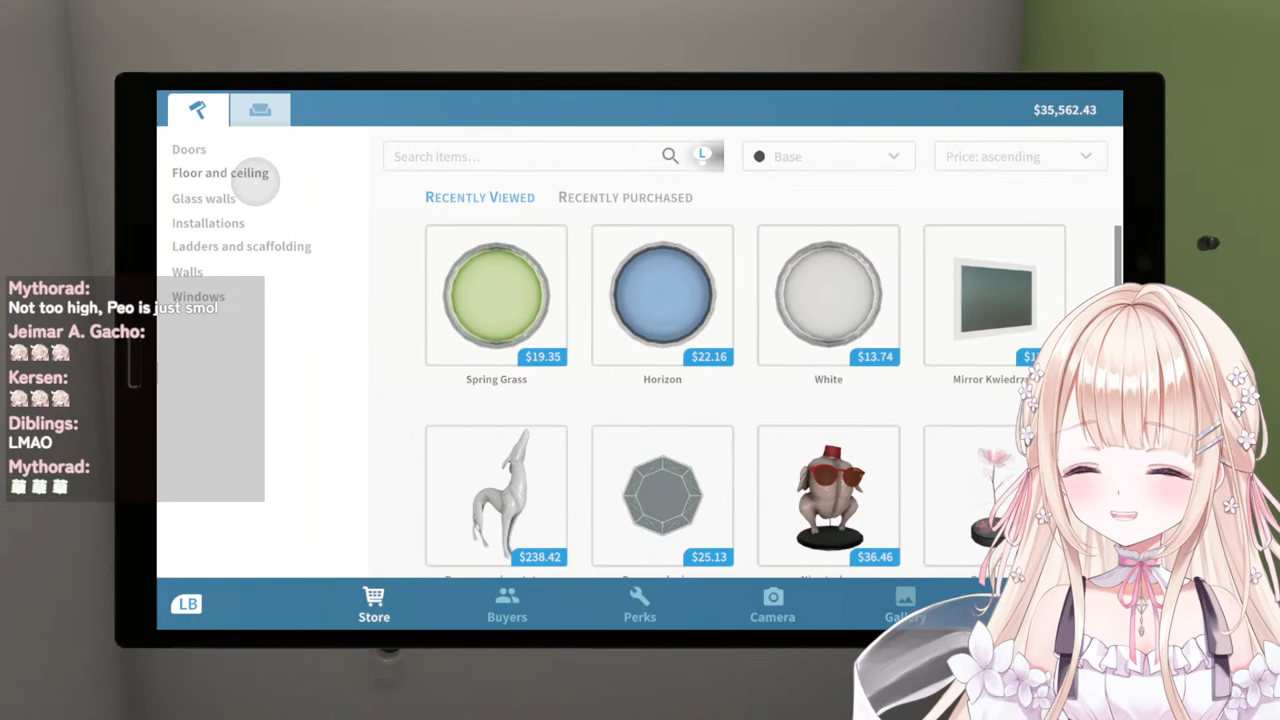 $35,562.43
Doors
Floor and ceiling
Glass walls
Installations
Ladders and scaffolding
Walls
Windows
Search items...
L
Base
Price: ascending
RECENTLY VIEWED
RECENTLY PURCHASED
$19.35
$22.16
$13.74
Spring Grass
Horizon
White
Mirror
$238.42
$25.13
$36.46
Mythorad:
Not too high, Peo is just smol
Jeimar A. Gacho:
Kersen:
Diblings:
LMAO
Mythorad:
草 草 草
LB
Store
Buyers
Perks
Camera